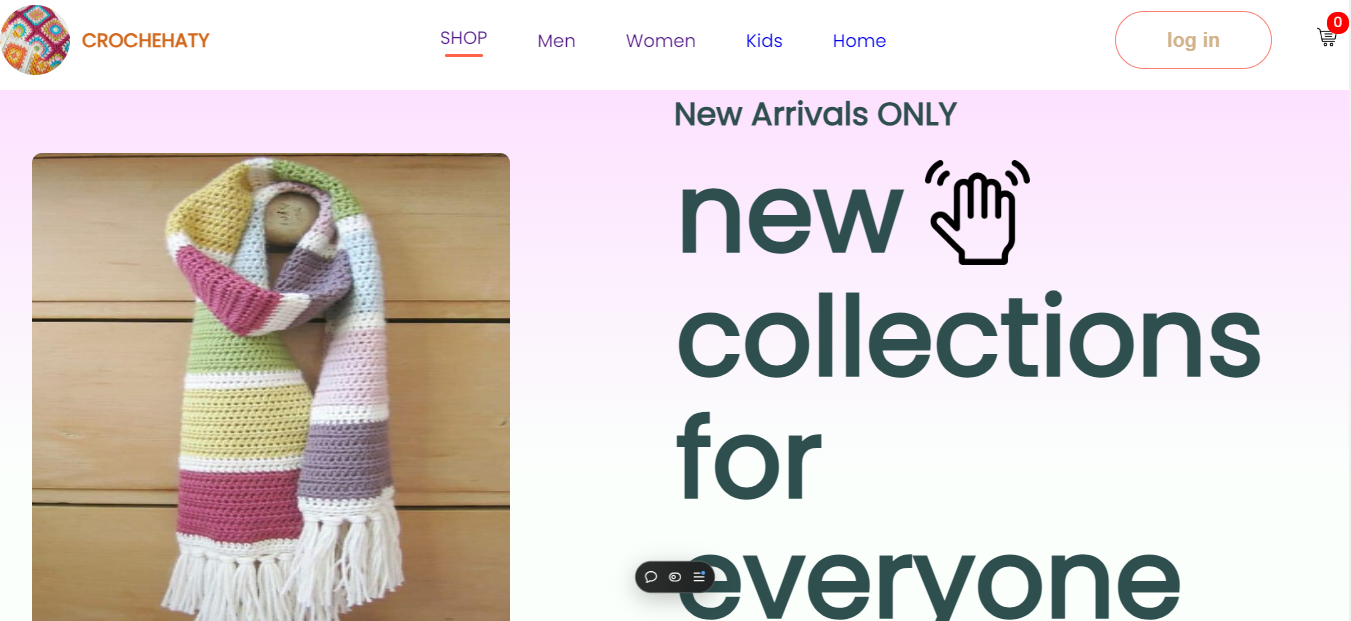 CROCHEHATY
SHOP Men Women Kids Home
log in
0
New Arrivals ONLY
new
collections
for
everyone